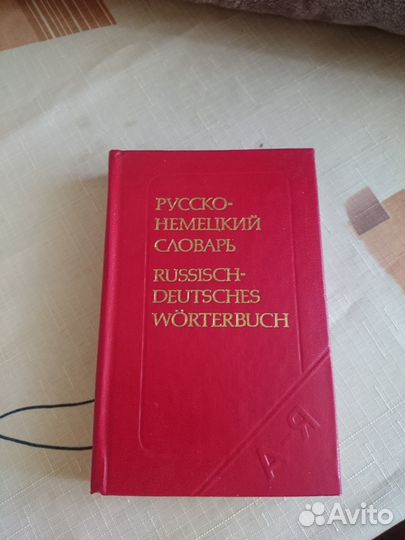 РУССКО-
НЕМЕЦКИЙ
СЛОВАРЬ
RUSSISCH-
DEUTSCHES
WÖRTERBUCH
А-Я
Avito